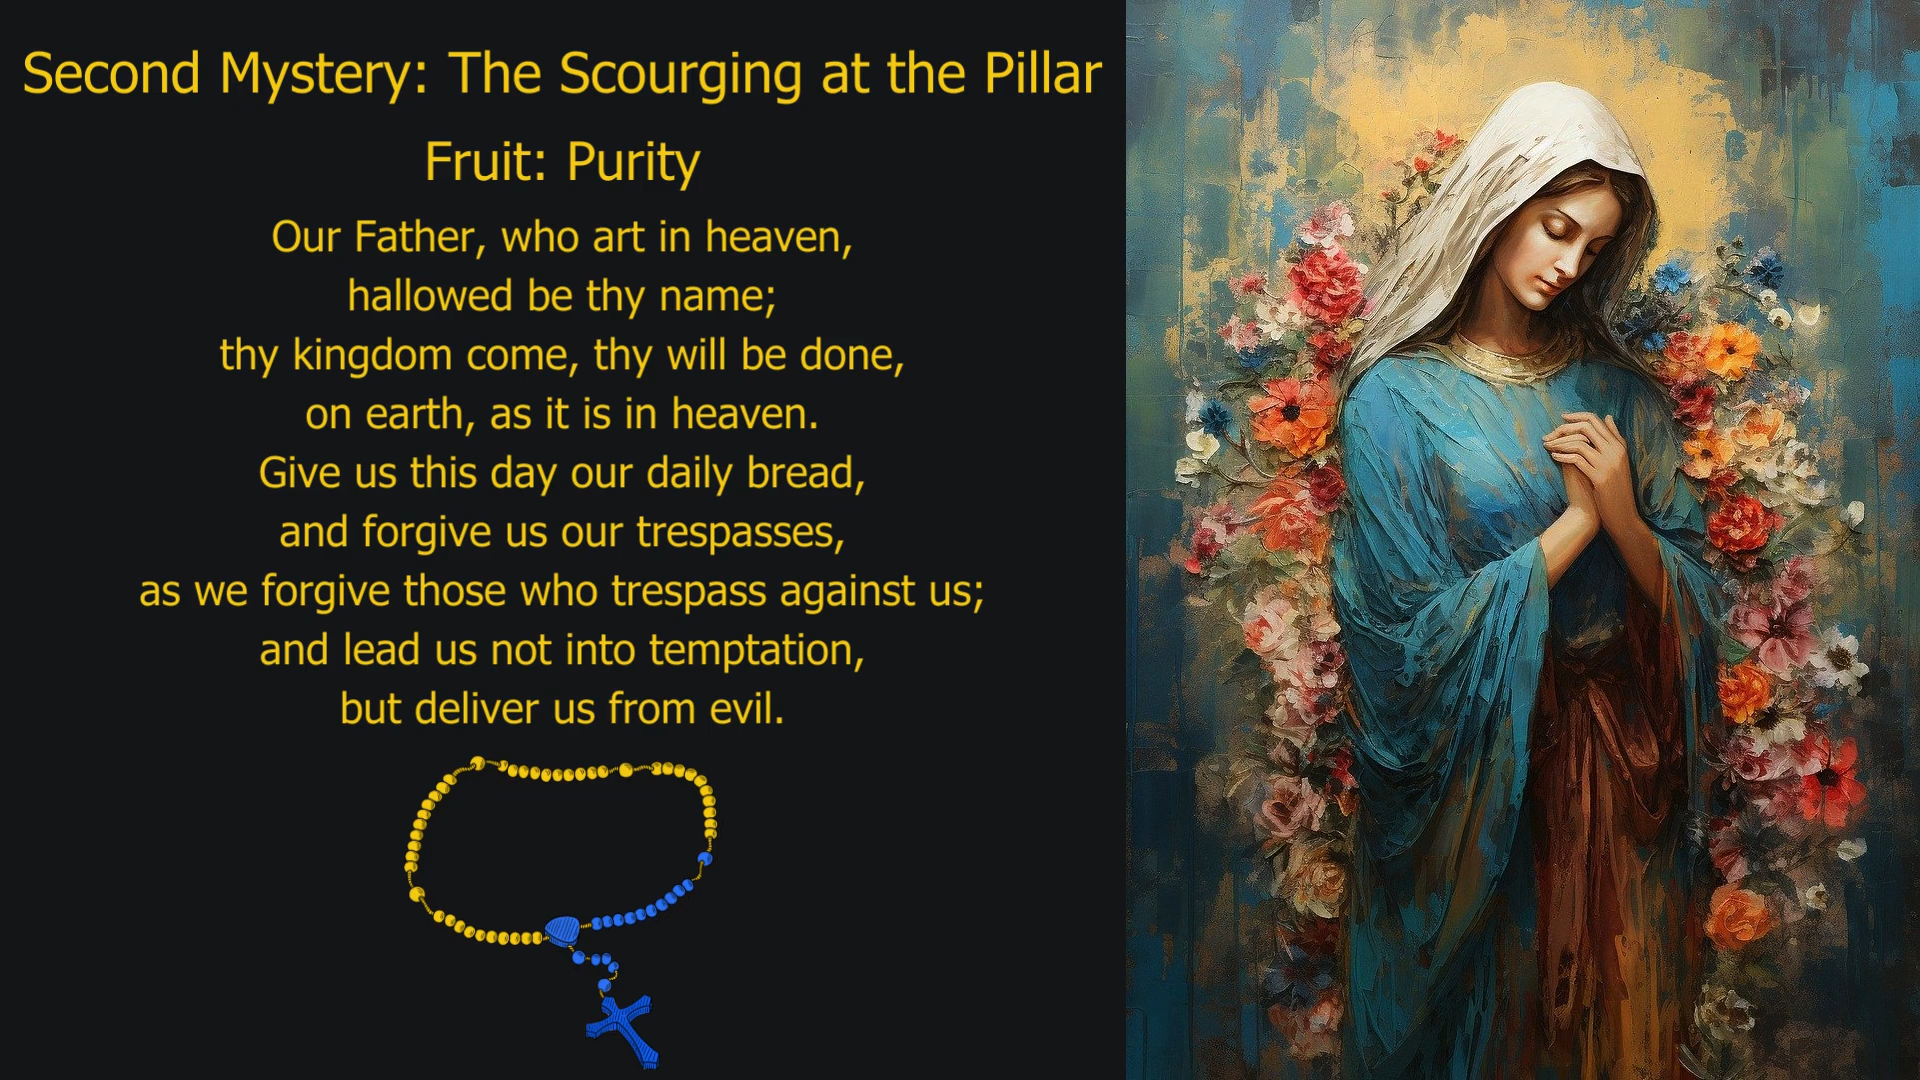 Second Mystery: The Scourging at the Pillar
Fruit: Purity
Our Father, who art in heaven,
hallowed be thy name;
thy kingdom come, thy will be done,
on earth, as it is in heaven.
Give us this day our daily bread,
and forgive us our trespasses,
as we forgive those who trespass against us;
and lead us not into temptation,
but deliver us from evil.